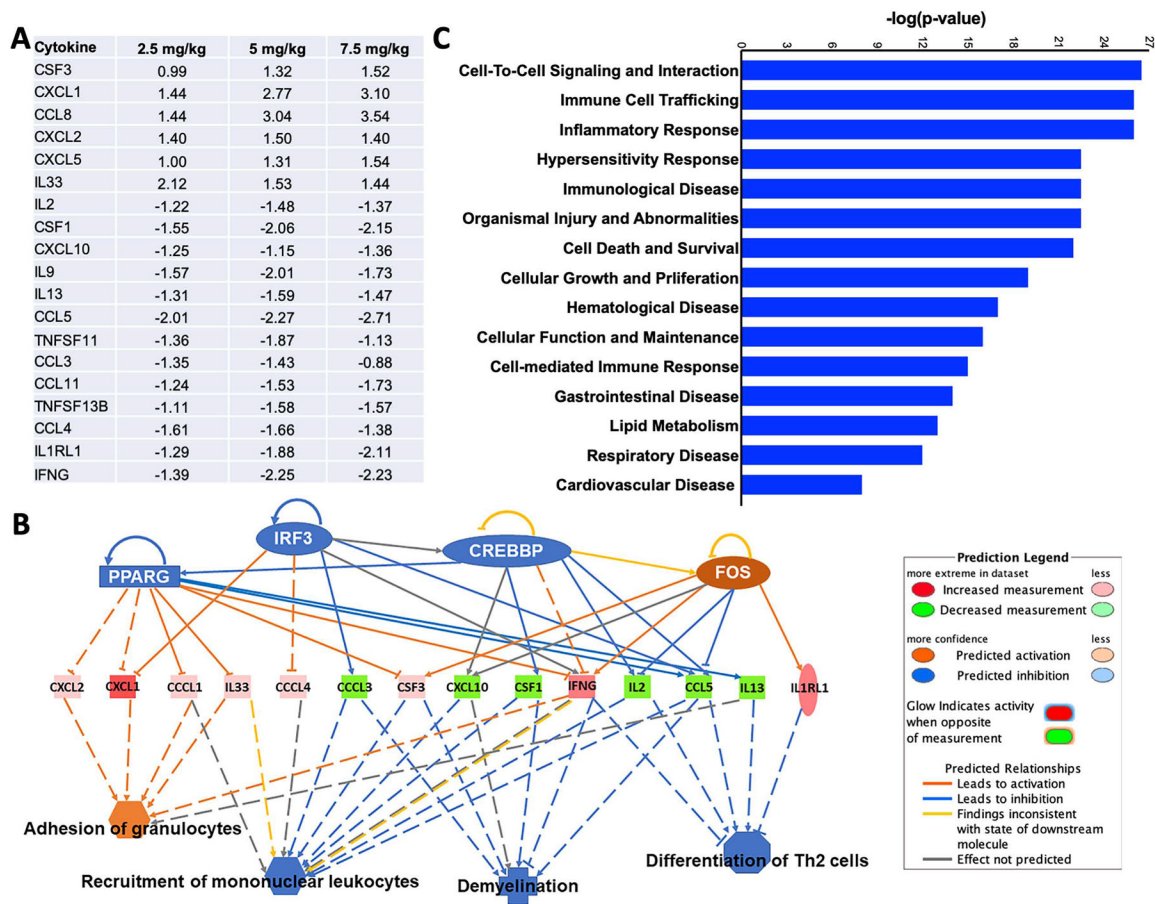 A
Cytokine 2.5 mg/kg 5 mg/kg 7.5 mg/kg
CSF3 0.99 1.32 1.52
CXCL1 1.44 2.77 3.10
CCL8 1.44 3.04 3.54
CXCL2 1.40 1.50 1.40
CXCL5 1.00 1.31 1.54
IL33 2.12 1.53 1.44
IL2 -1.22 -1.48 -1.37
CSF1 -1.55 -2.06 -2.15
CXCL10 -1.25 -1.15 -1.36
IL9 -1.57 -2.01 -1.73
IL13 -1.31 -1.59 -1.47
CCL5 -2.01 -2.27 -2.71
TNFSF11 -1.36 -1.87 -1.13
CCL3 -1.35 -1.43 -0.88
CCL11 -1.24 -1.53 -1.73
TNFSF13B -1.11 -1.58 -1.57
CCL4 -1.61 -1.66 -1.38
IL1RL1 -1.29 -1.88 -2.11
IFNG -1.39 -2.25 -2.23
C
-log(p-value)
0 3 6 9 12 15 18 21 24 27
Cell-To-Cell Signaling and Interaction
Immune Cell Trafficking
Inflammatory Response
Hypersensitivity Response
Immunological Disease
Organismal Injury and Abnormalities
Cell Death and Survival
Cellular Growth and Prliferation
Hematological Disease
Cellular Function and Maintenance
Cell-mediated Immune Response
Gastrointestinal Disease
Lipid Metabolism
Respiratory Disease
Cardiovascular Disease
B
PPARG IRF3 CREBBP FOS
CXCL2 CXCL1 CCCL1 IL33 CCCL4 CCCL3 CSF3 CXCL10 CSF1 IFNG IL2 CCL5 IL13 IL1RL1
Adhesion of granulocytes
Recruitment of mononuclear leukocytes
Demyelination
Differentiation of Th2 cells
Prediction Legend
more extreme in dataset less
Increased measurement
Decreased measurement
more confidence less
Predicted activation
Predicted inhibition
Glow Indicates activity
when opposite
of measurement
Predicted Relationships
Leads to activation
Leads to inhibition
Findings inconsistent
with state of downstream
molecule
Effect not predicted